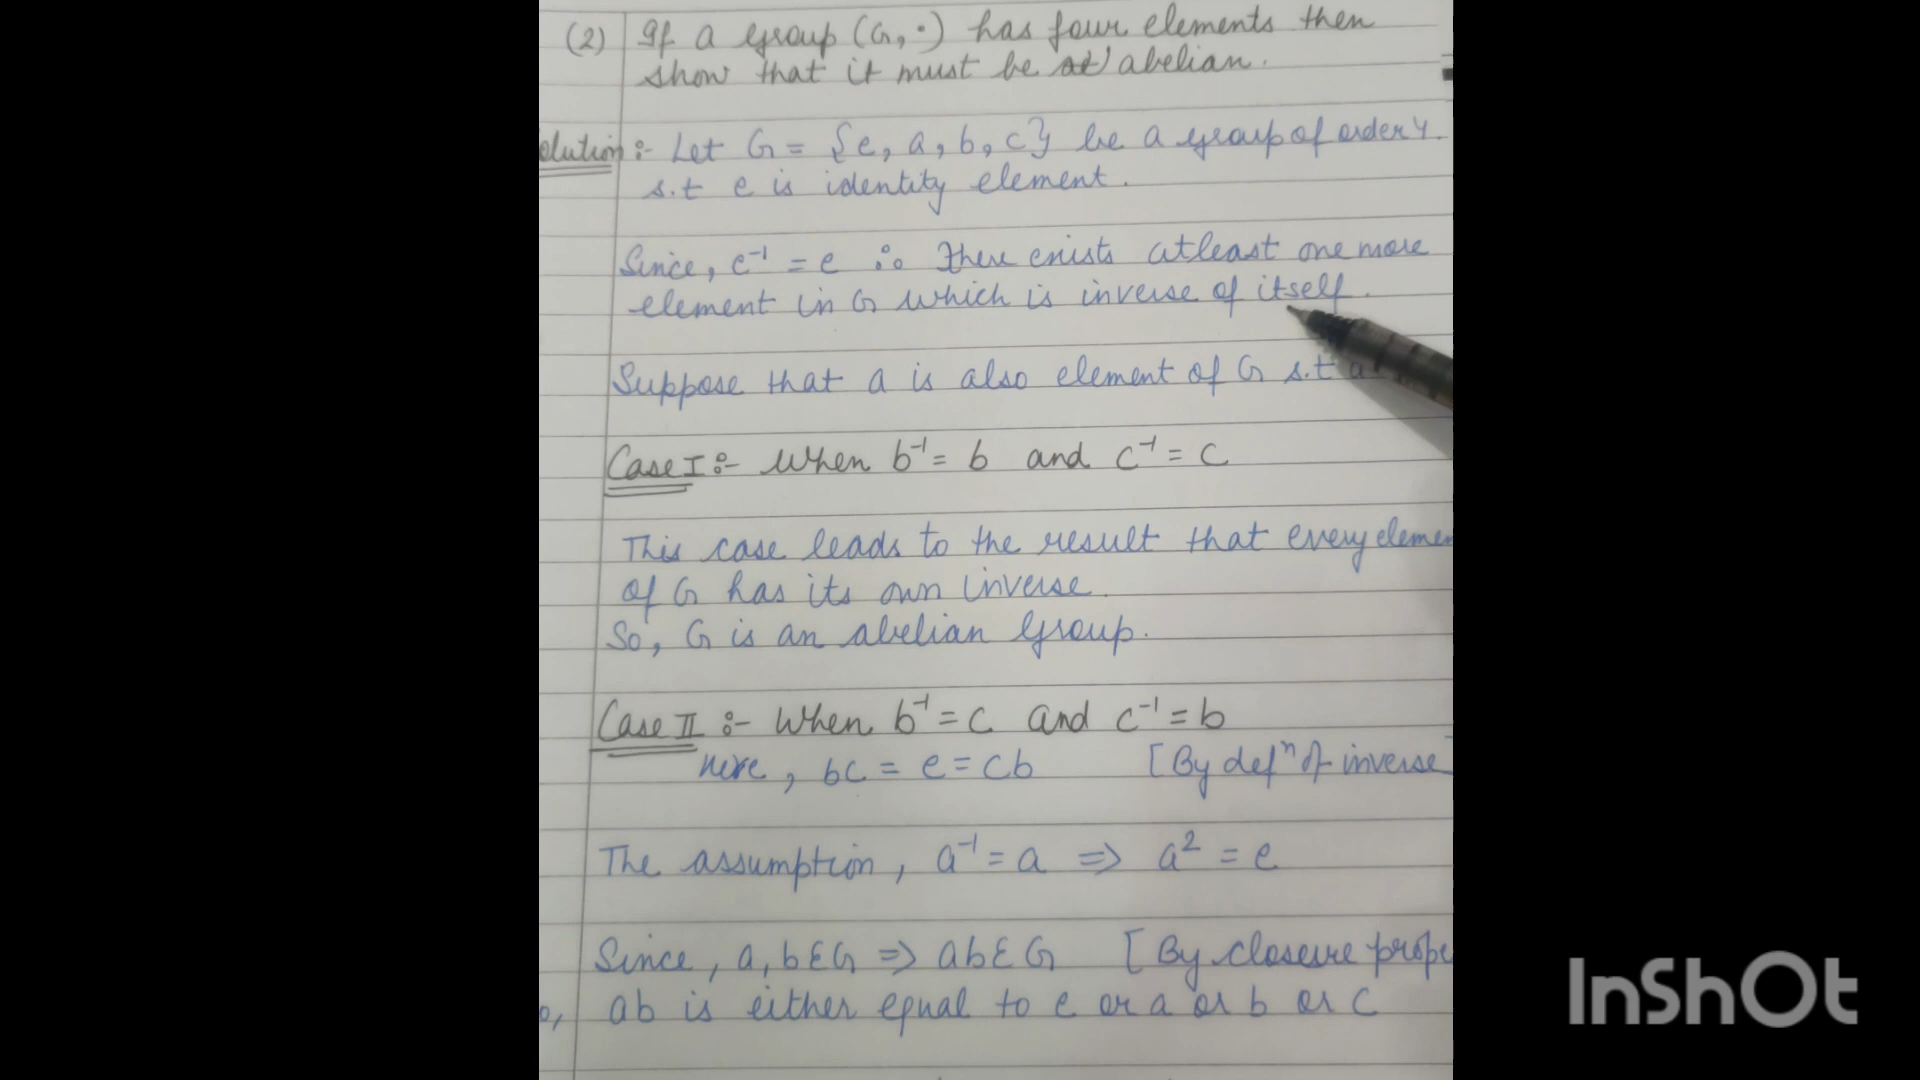 (2) If a group (G, ·) has four elements then
show that it must be abelian.
olution :- Let G = {e, a, b, c} be a group of order 4.
s.t e is identity element.
Since, e⁻¹ = e ∴ there exists atleast one more
element in G which is inverse of itself.
Suppose that a is also element of G s.t a
Case I :- When b⁻¹ = b and c⁻¹ = c
This case leads to the result that every elemen
of G has its own inverse.
So, G is an abelian group.
Case II :- When b⁻¹ = c and c⁻¹ = b
here, bc = e = cb [By defⁿ of inverse]
The assumption, a⁻¹ = a ⇒ a² = e
Since, a, b ∈ G ⇒ ab ∈ G [By closure prope
o, ab is either equal to e or a or b or c
InShOt